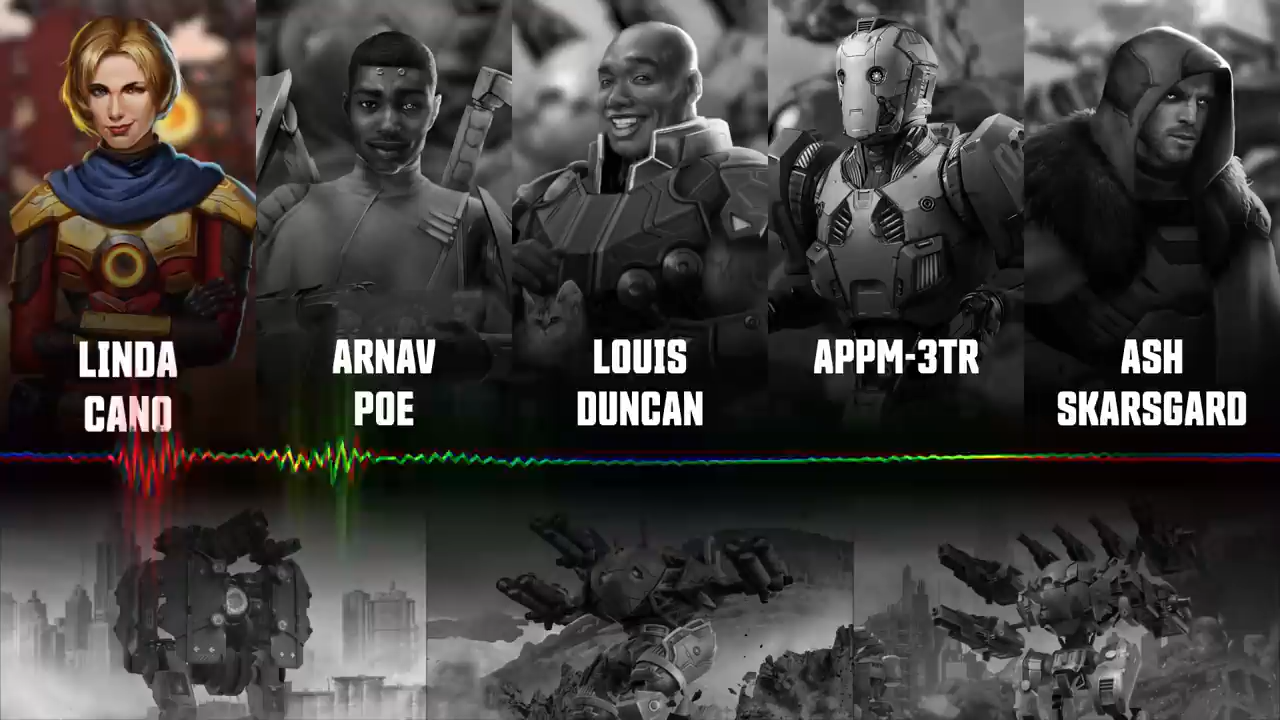 LINDA
CANO
ARNAV
POE
LOUIS
DUNCAN
APPM-3TR
ASH
SKARSGARD